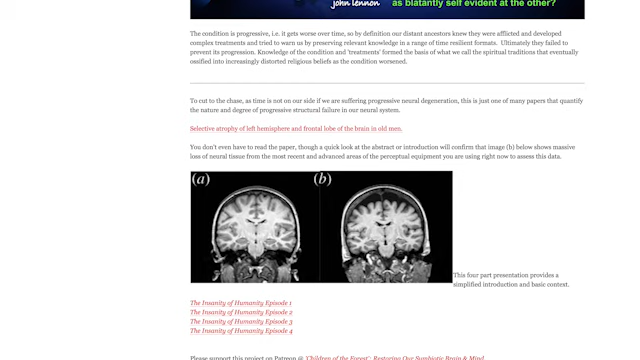 john lennon
as blatantly self evident at the other?
The condition is progressive, i.e. it gets worse over time, so by definition our distant ancestors knew they were afflicted and developed
complex treatments and tried to warn us by preserving relevant knowledge in a range of time resilient formats. Ultimately they failed to
prevent its progression. Knowledge of the condition and 'treatments' formed the basis of what we call the spiritual traditions that eventually
ossified into increasingly distorted religious beliefs as the condition worsened.
To cut to the chase, as time is not on our side if we are suffering progressive neural degeneration, this is just one of many papers that quantify
the nature and degree of progressive structural failure in our neural system.
Selective atrophy of left hemisphere and frontal lobe of the brain in old men.
You don't even have to read the paper, though a quick look at the abstract or introduction will confirm that image (b) below shows massive
loss of neural tissue from the most recent and advanced areas of the perceptual equipment you are using right now to assess this data.
(a)
(b)
This four part presentation provides a
simplified introduction and basic context.
The Insanity of Humanity Episode 1
The Insanity of Humanity Episode 2
The Insanity of Humanity Episode 3
The Insanity of Humanity Episode 4
Please support this project on Patreon @ 'Children of the Forest': Restoring Our Symbiotic Brain & Mind